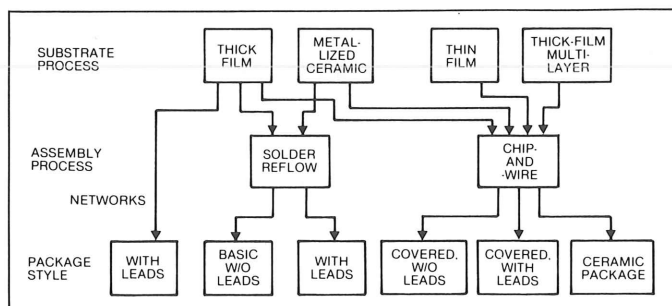 SUBSTRATE
PROCESS
THICK
FILM
METAL-
LIZED
CERAMIC
THIN
FILM
THICK-FILM
MULTI-
LAYER
ASSEMBLY
PROCESS
SOLDER
REFLOW
CHIP-
AND
-WIRE
NETWORKS
PACKAGE
STYLE
WITH
LEADS
BASIC
W/O
LEADS
WITH
LEADS
COVERED,
W/O
LEADS
COVERED,
WITH
LEADS
CERAMIC
PACKAGE